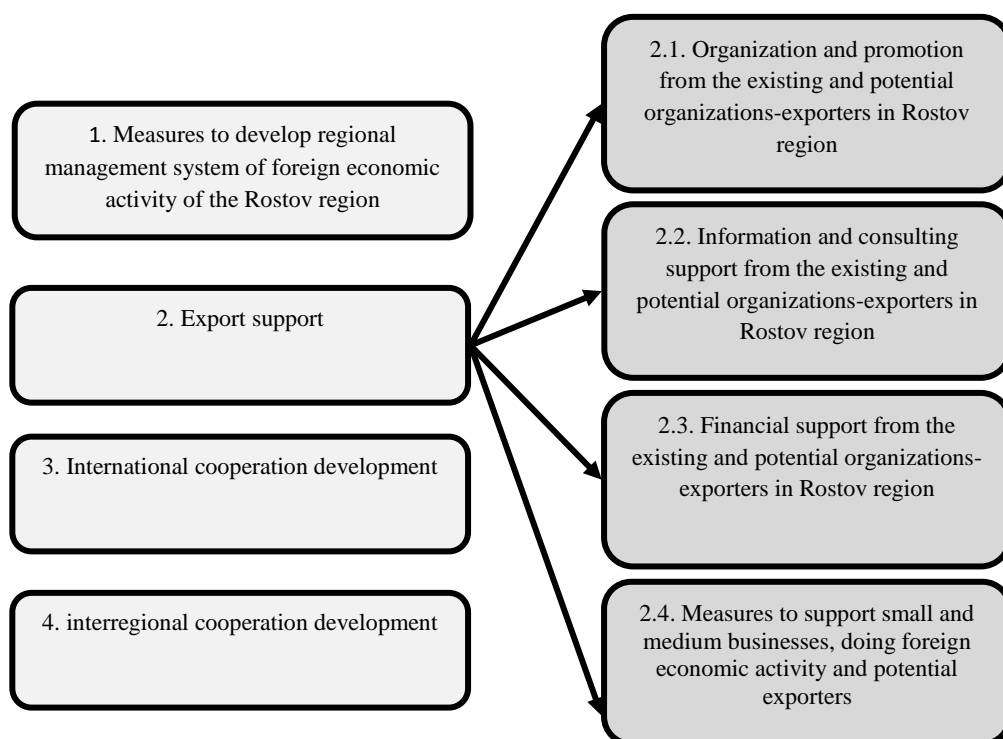 1. Measures to develop regional
management system of foreign economic
activity of the Rostov region
2. Export support
3. International cooperation development
4. interregional cooperation development
2.1. Organization and promotion
from the existing and potential
organizations-exporters in Rostov
region
2.2. Information and consulting
support from the existing and
potential organizations-exporters in
Rostov region
2.3. Financial support from the
existing and potential organizations-
exporters in Rostov region
2.4. Measures to support small and
medium businesses, doing foreign
economic activity and potential
exporters